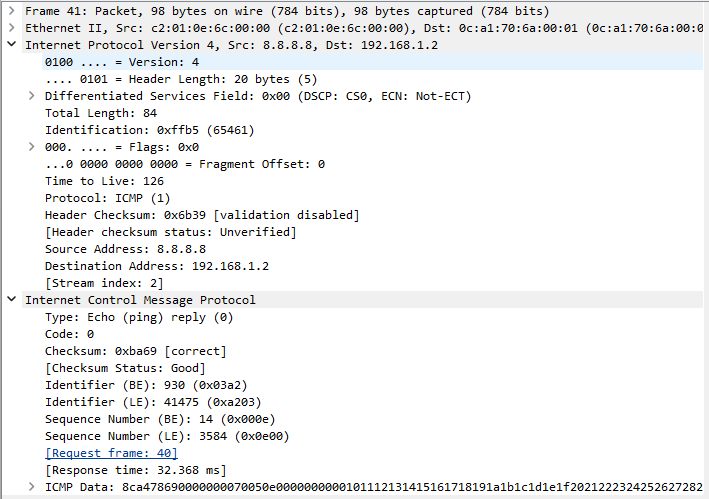 Frame 41: Packet, 98 bytes on wire (784 bits), 98 bytes captured (784 bits)
Ethernet II, Src: c2:01:0e:6c:00:00 (c2:01:0e:6c:00:00), Dst: 0c:a1:70:6a:00:01 (0c:a1:70:6a:00:0
Internet Protocol Version 4, Src: 8.8.8.8, Dst: 192.168.1.2
0100 .... = Version: 4
.... 0101 = Header Length: 20 bytes (5)
Differentiated Services Field: 0x00 (DSCP: CS0, ECN: Not-ECT)
Total Length: 84
Identification: 0xffb5 (65461)
000. .... = Flags: 0x0
...0 0000 0000 0000 = Fragment Offset: 0
Time to Live: 126
Protocol: ICMP (1)
Header Checksum: 0x6b39 [validation disabled]
[Header checksum status: Unverified]
Source Address: 8.8.8.8
Destination Address: 192.168.1.2
[Stream index: 2]
Internet Control Message Protocol
Type: Echo (ping) reply (0)
Code: 0
Checksum: 0xba69 [correct]
[Checksum Status: Good]
Identifier (BE): 930 (0x03a2)
Identifier (LE): 41475 (0xa203)
Sequence Number (BE): 14 (0x000e)
Sequence Number (LE): 3584 (0x0e00)
[Request frame: 40]
[Response time: 32.368 ms]
ICMP Data: 8ca478690000000070050e0000000000101112131415161718191a1b1c1d1e1f2021222324252627282